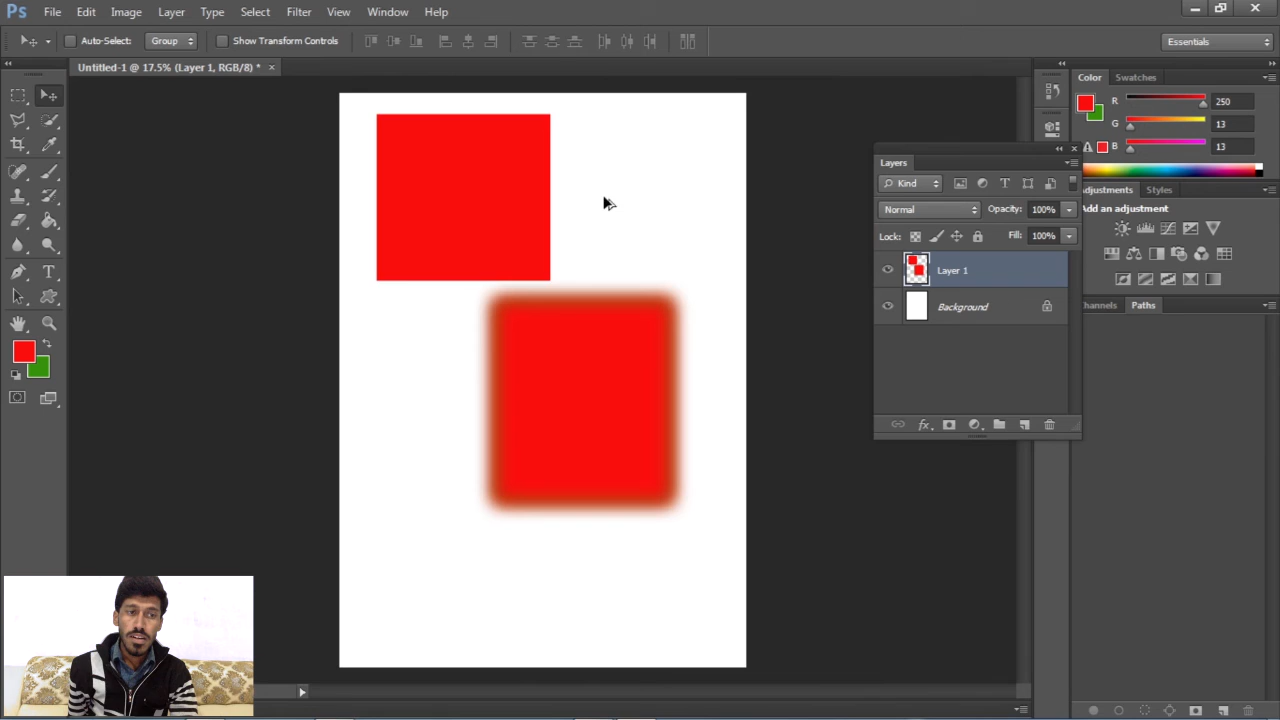 Ps File Edit Image Layer Type Select Filter View Window Help
Auto-Select: Group Show Transform Controls Essentials
Untitled-1 @ 17.5% (Layer 1, RGB/8) * ×
Color Swatches
R 250
G 13
B 13
Layers
Kind
Adjustments Styles
Normal Opacity: 100%
Add an adjustment
Lock: Fill: 100%
Layer 1
Background
Channels Paths
fx